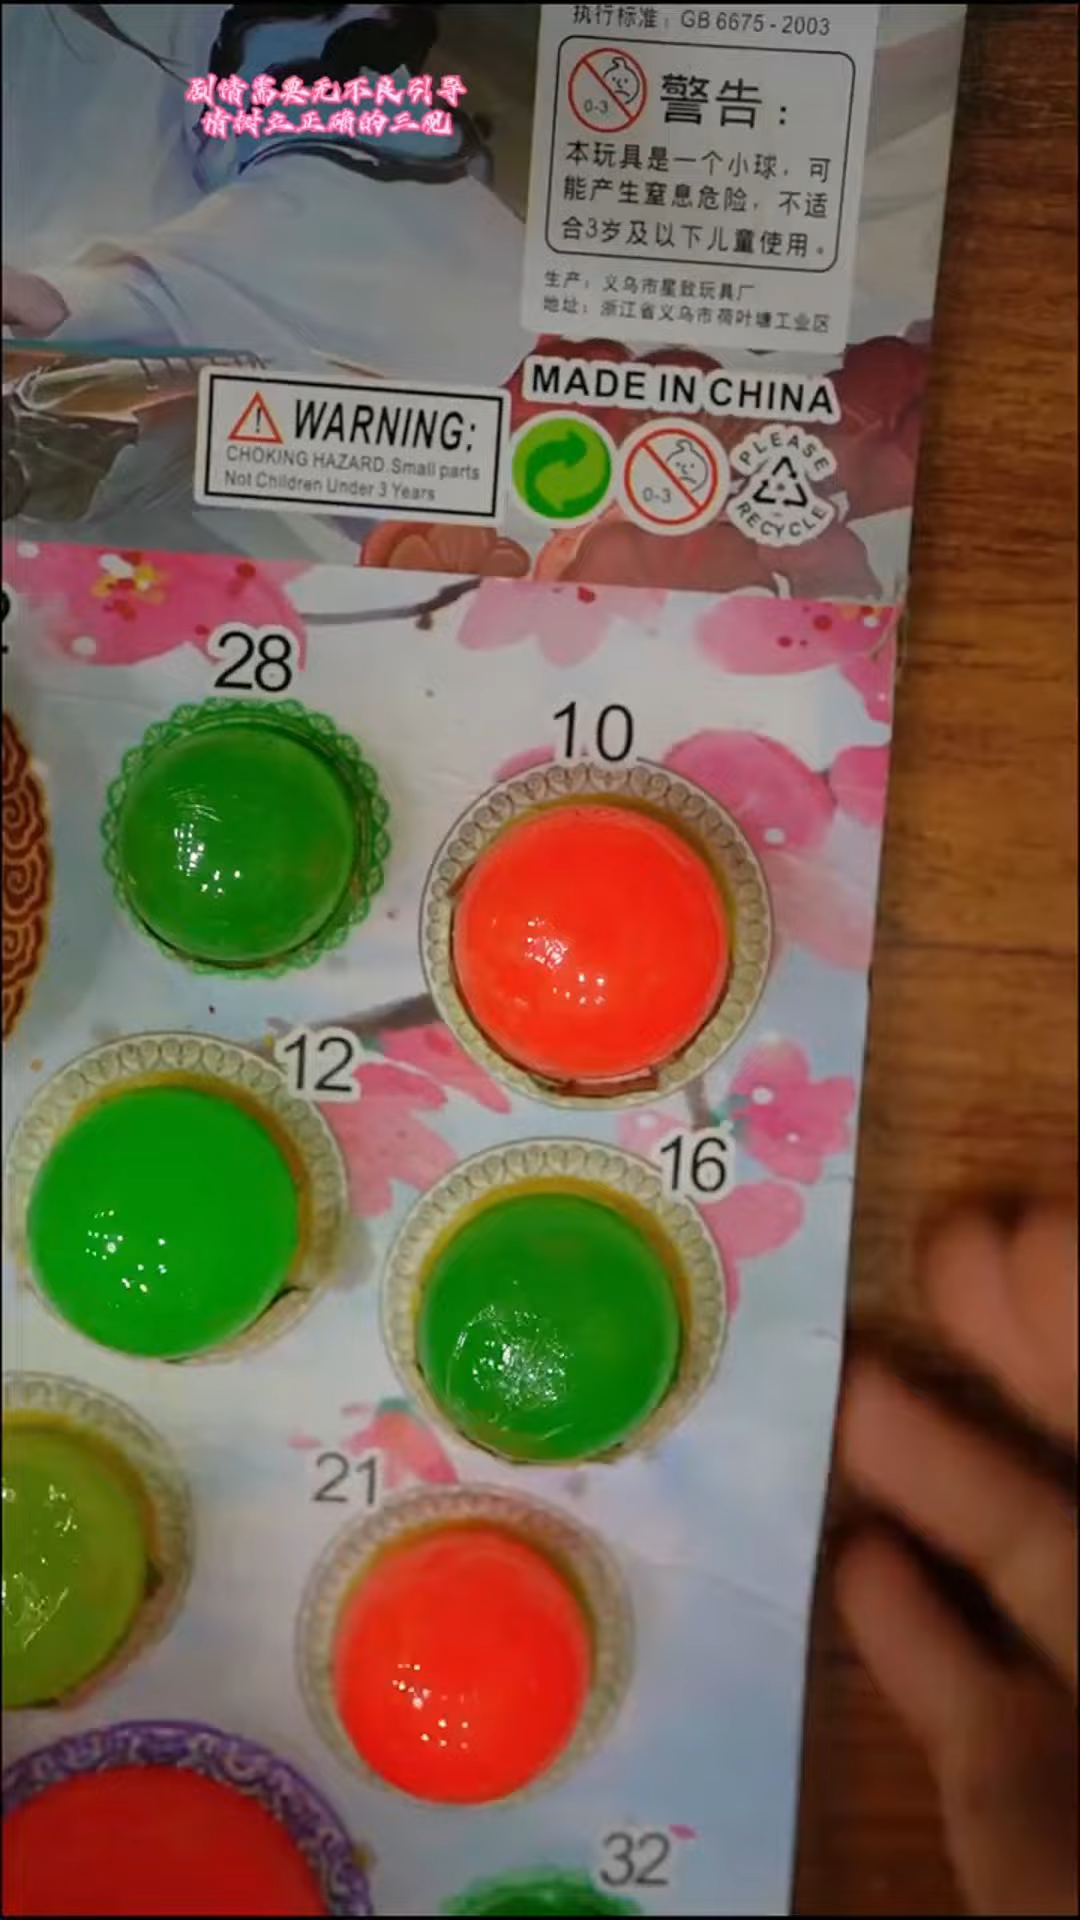 执行标准：GB 6675-2003
剧情需要无不良引导
请树立正确的三观
0-3
警告：
本玩具是一个小球，可
能产生窒息危险，不适
合3岁及以下儿童使用。
生产：义乌市星致玩具厂
地址：浙江省义乌市荷叶塘工业区
MADE IN CHINA
WARNING:
CHOKING HAZARD.Small parts
Not Children Under 3 Years
0-3
PLEASE
RECYCLE
28
10
12
16
21
32